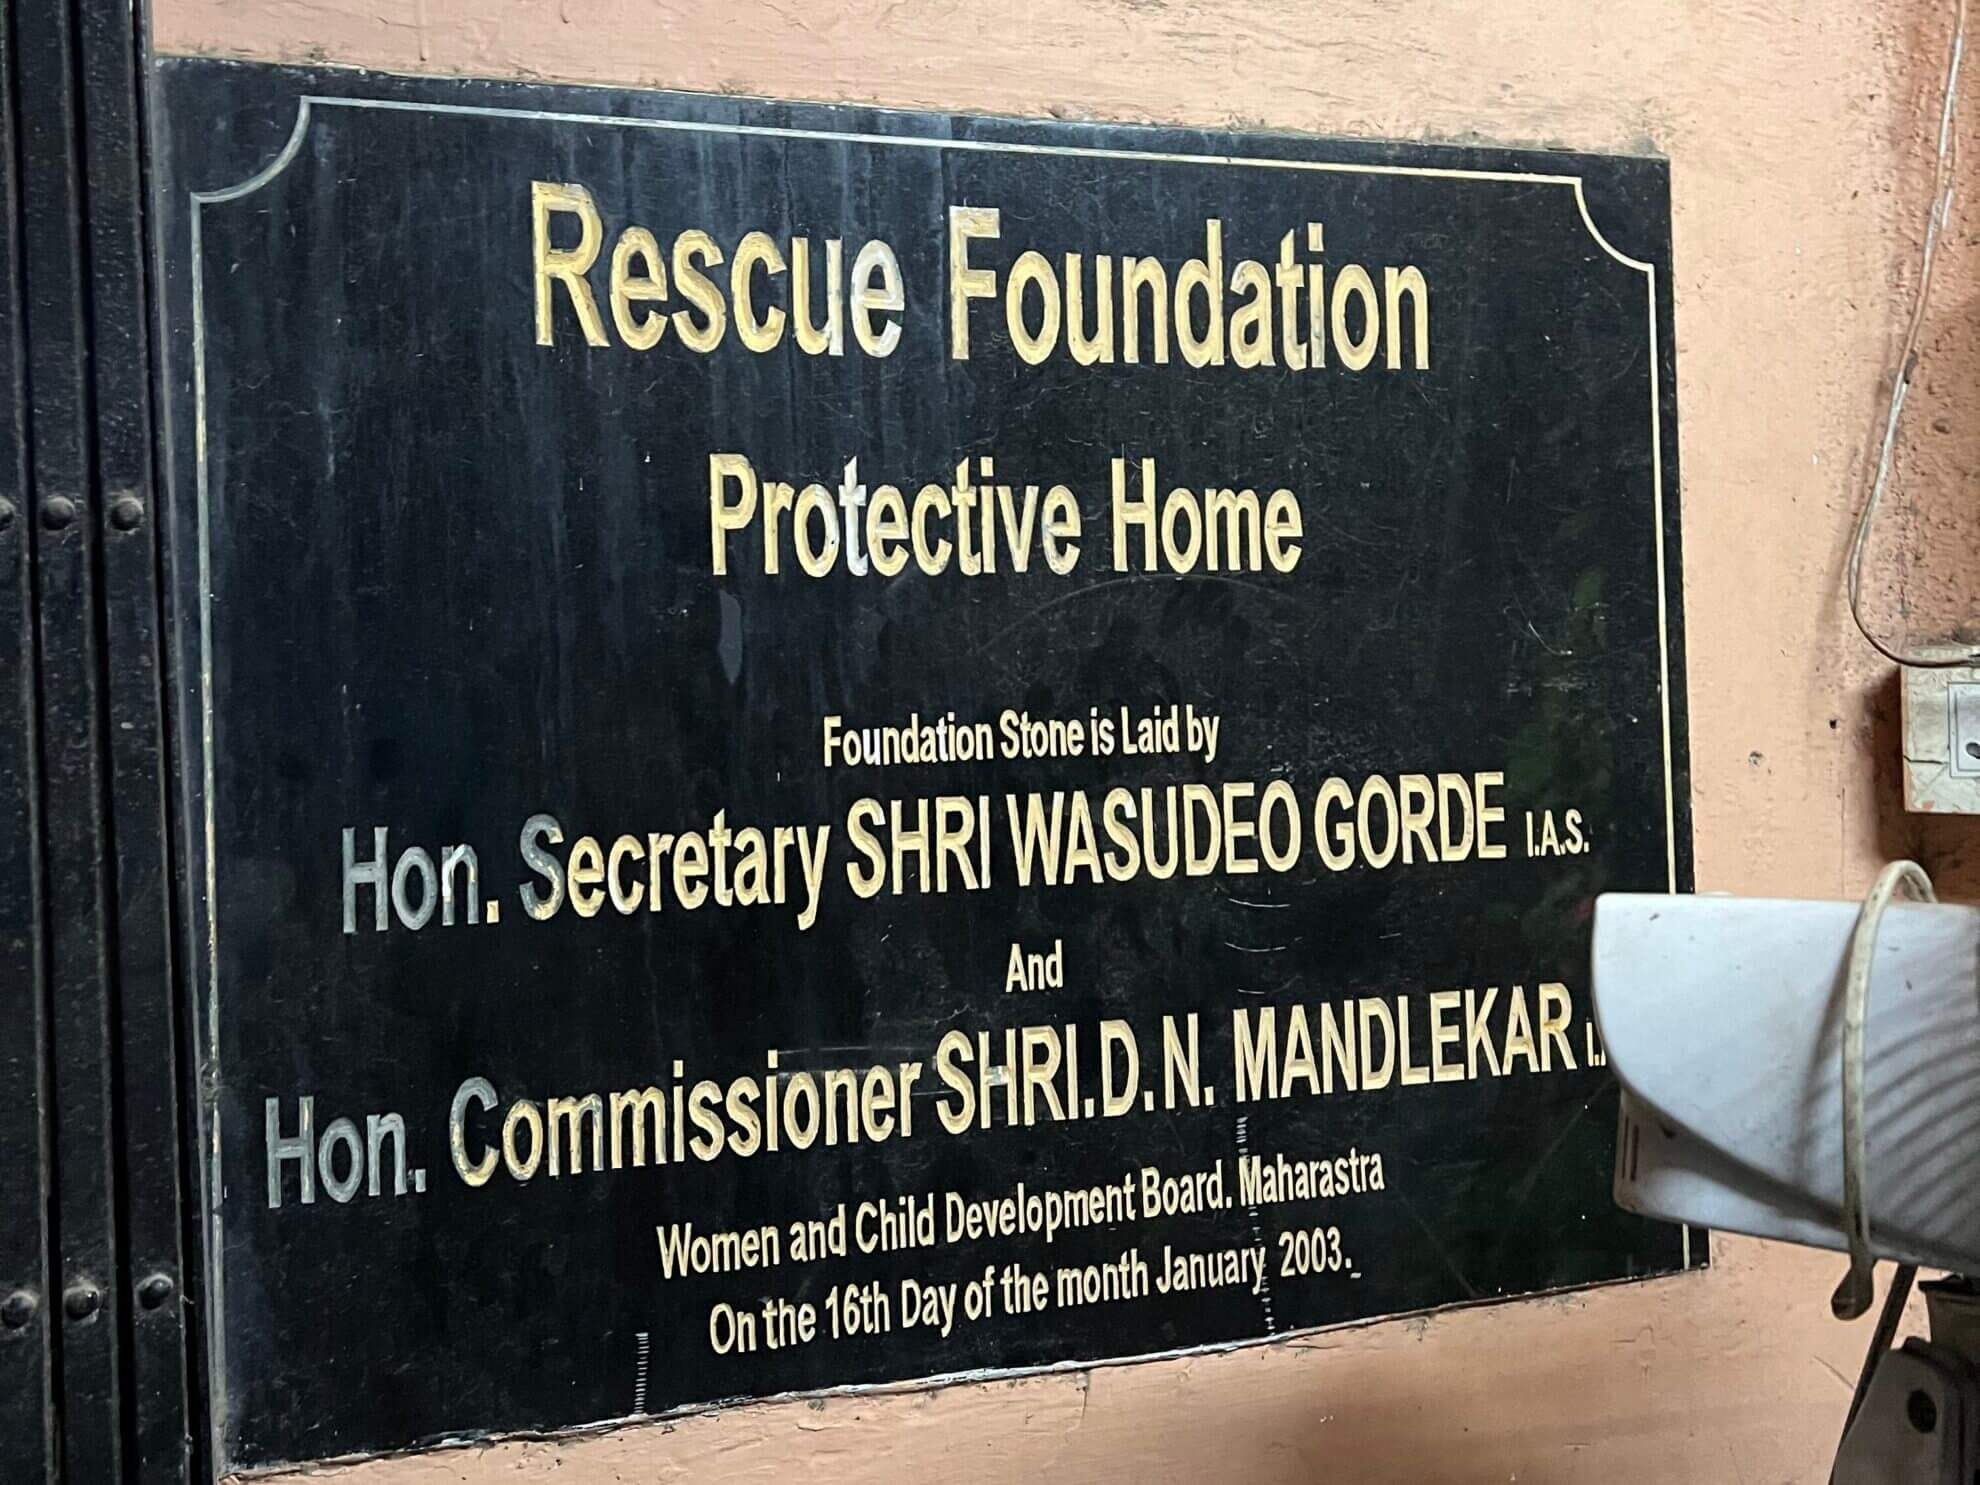 Rescue Foundation
Protective Home
Foundation Stone is Laid by
Hon. Secretary SHRI WASUDEO GORDE I.A.S.
And
Hon. Commissioner SHRI.D.N. MANDLEKAR
Women and Child Development Board. Maharastra
On the 16th Day of the month January 2003.